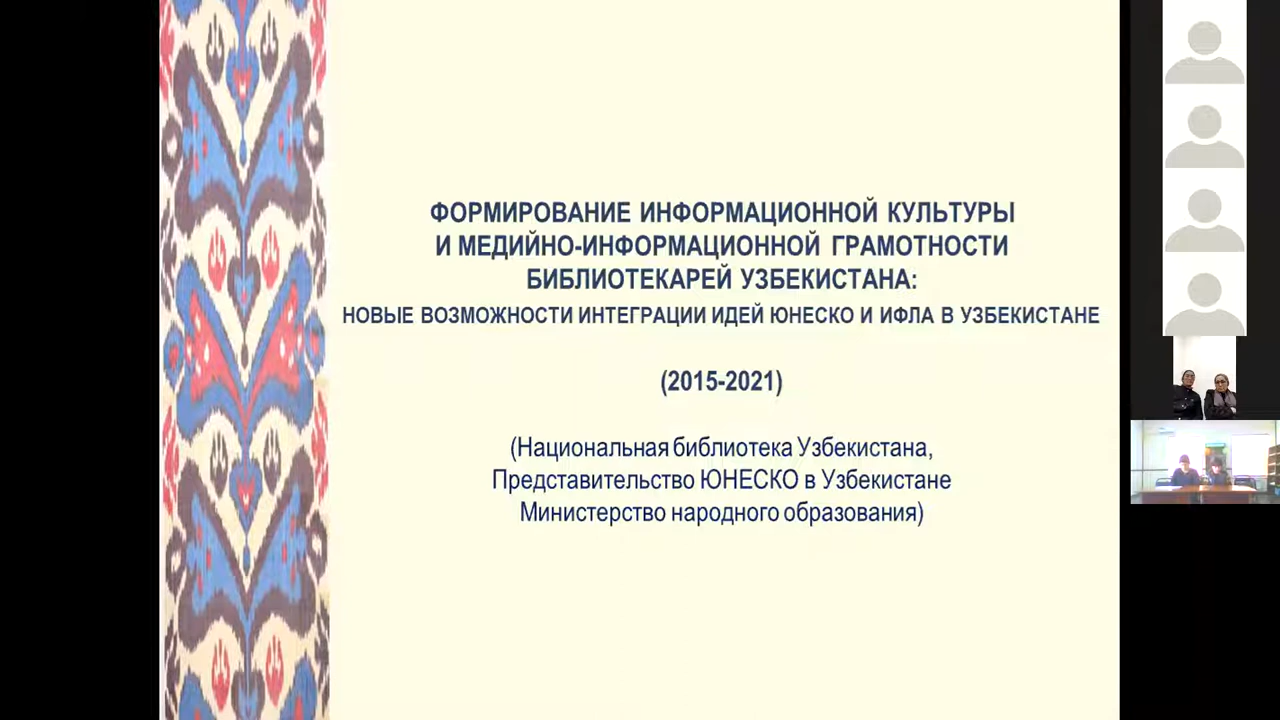 ФОРМИРОВАНИЕ ИНФОРМАЦИОННОЙ КУЛЬТУРЫ
И МЕДИЙНО-ИНФОРМАЦИОННОЙ ГРАМОТНОСТИ
БИБЛИОТЕКАРЕЙ УЗБЕКИСТАНА:
НОВЫЕ ВОЗМОЖНОСТИ ИНТЕГРАЦИИ ИДЕЙ ЮНЕСКО И ИФЛА В УЗБЕКИСТАНЕ
(2015-2021)
(Национальная библиотека Узбекистана,
Представительство ЮНЕСКО в Узбекистане
Министерство народного образования)